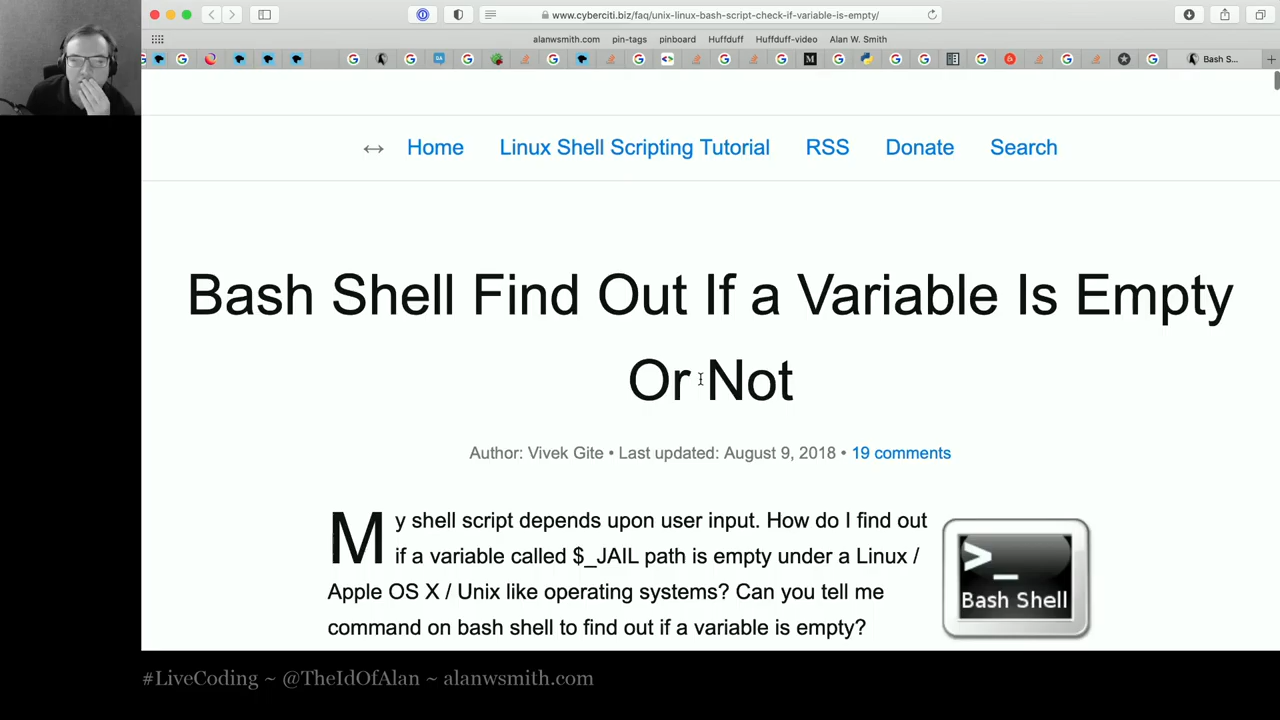 www.cyberciti.biz/faq/unix-linux-bash-script-check-if-variable-is-empty/
alanwsmith.com pin-tags pinboard Huffduff Huffduff-video Alan W. Smith
Bash S...
Home Linux Shell Scripting Tutorial RSS Donate Search
Bash Shell Find Out If a Variable Is Empty
Or Not
Author: Vivek Gite • Last updated: August 9, 2018 • 19 comments
My shell script depends upon user input. How do I find out
if a variable called $_JAIL path is empty under a Linux /
Apple OS X / Unix like operating systems? Can you tell me
command on bash shell to find out if a variable is empty?
>_
Bash Shell
#LiveCoding ~ @TheIdOfAlan ~ alanwsmith.com